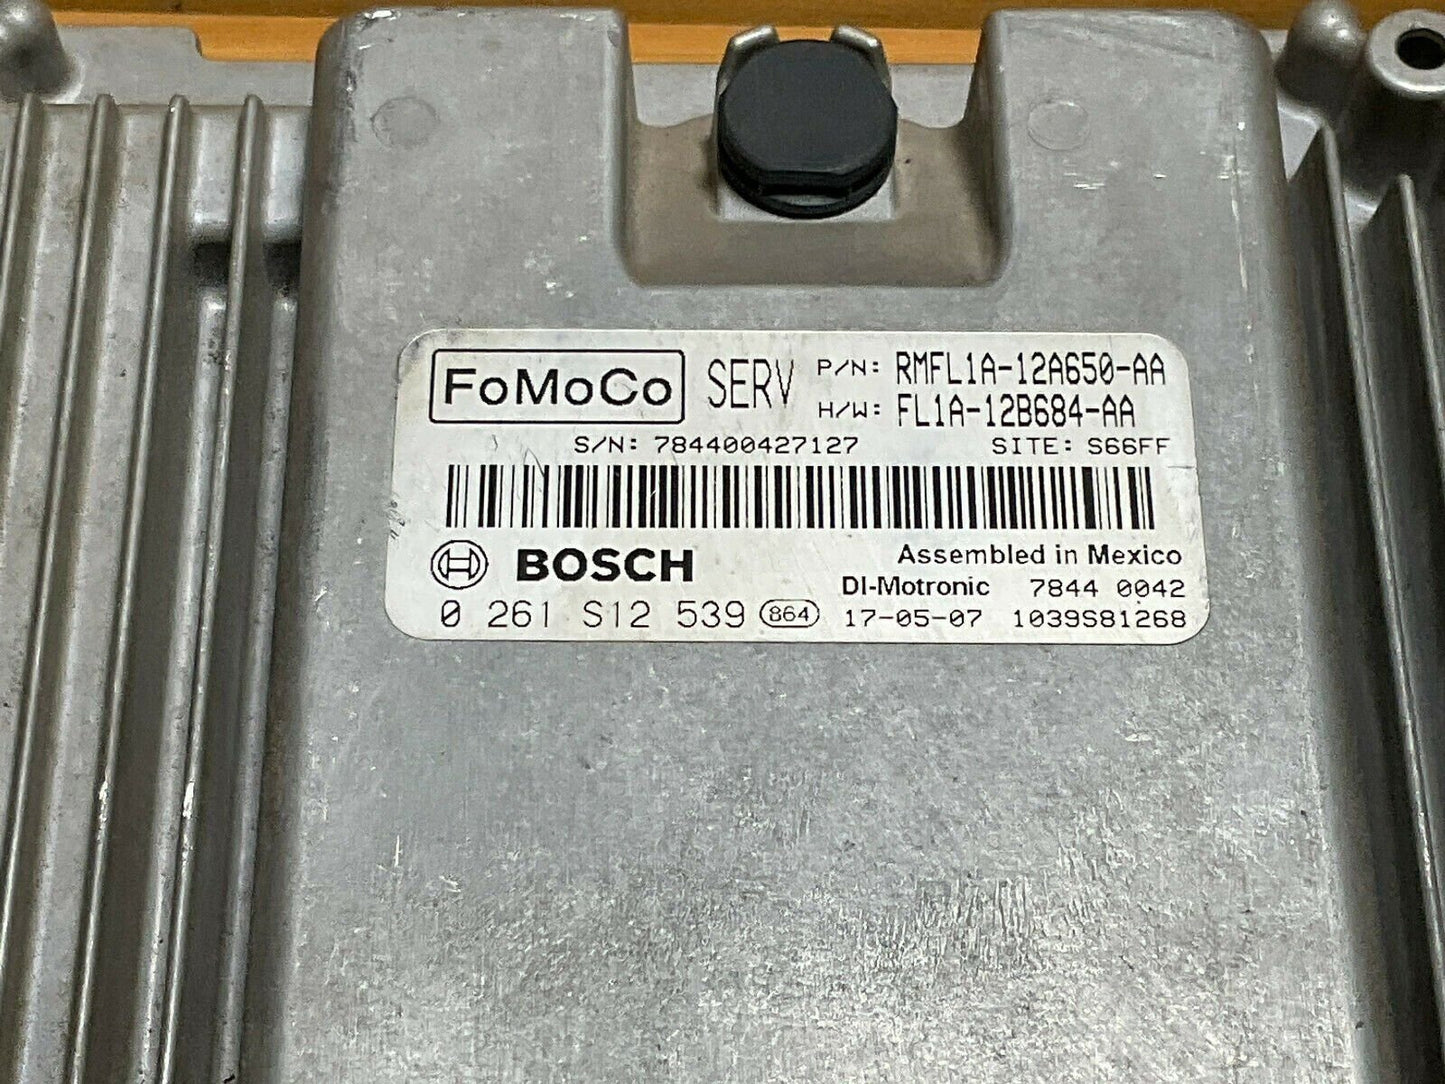 FoMoCo SERV P/N: RMFL1A-12A650-AA
H/W: FL1A-12B684-AA
S/N: 784400427127 SITE: S66FF
BOSCH Assembled in Mexico
DI-Motronic 7844 0042
0 261 S12 539 864 17-05-07 1039S81268